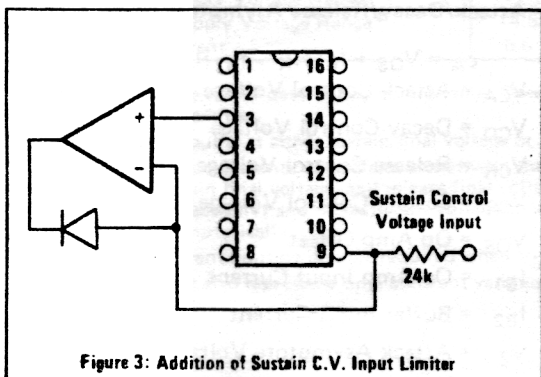 1 16
2 15
3 14
4 13
5 12
6 11
7 10
8 9
+
-
Sustain Control
Voltage Input
24k
Figure 3: Addition of Sustain C.V. Input Limiter